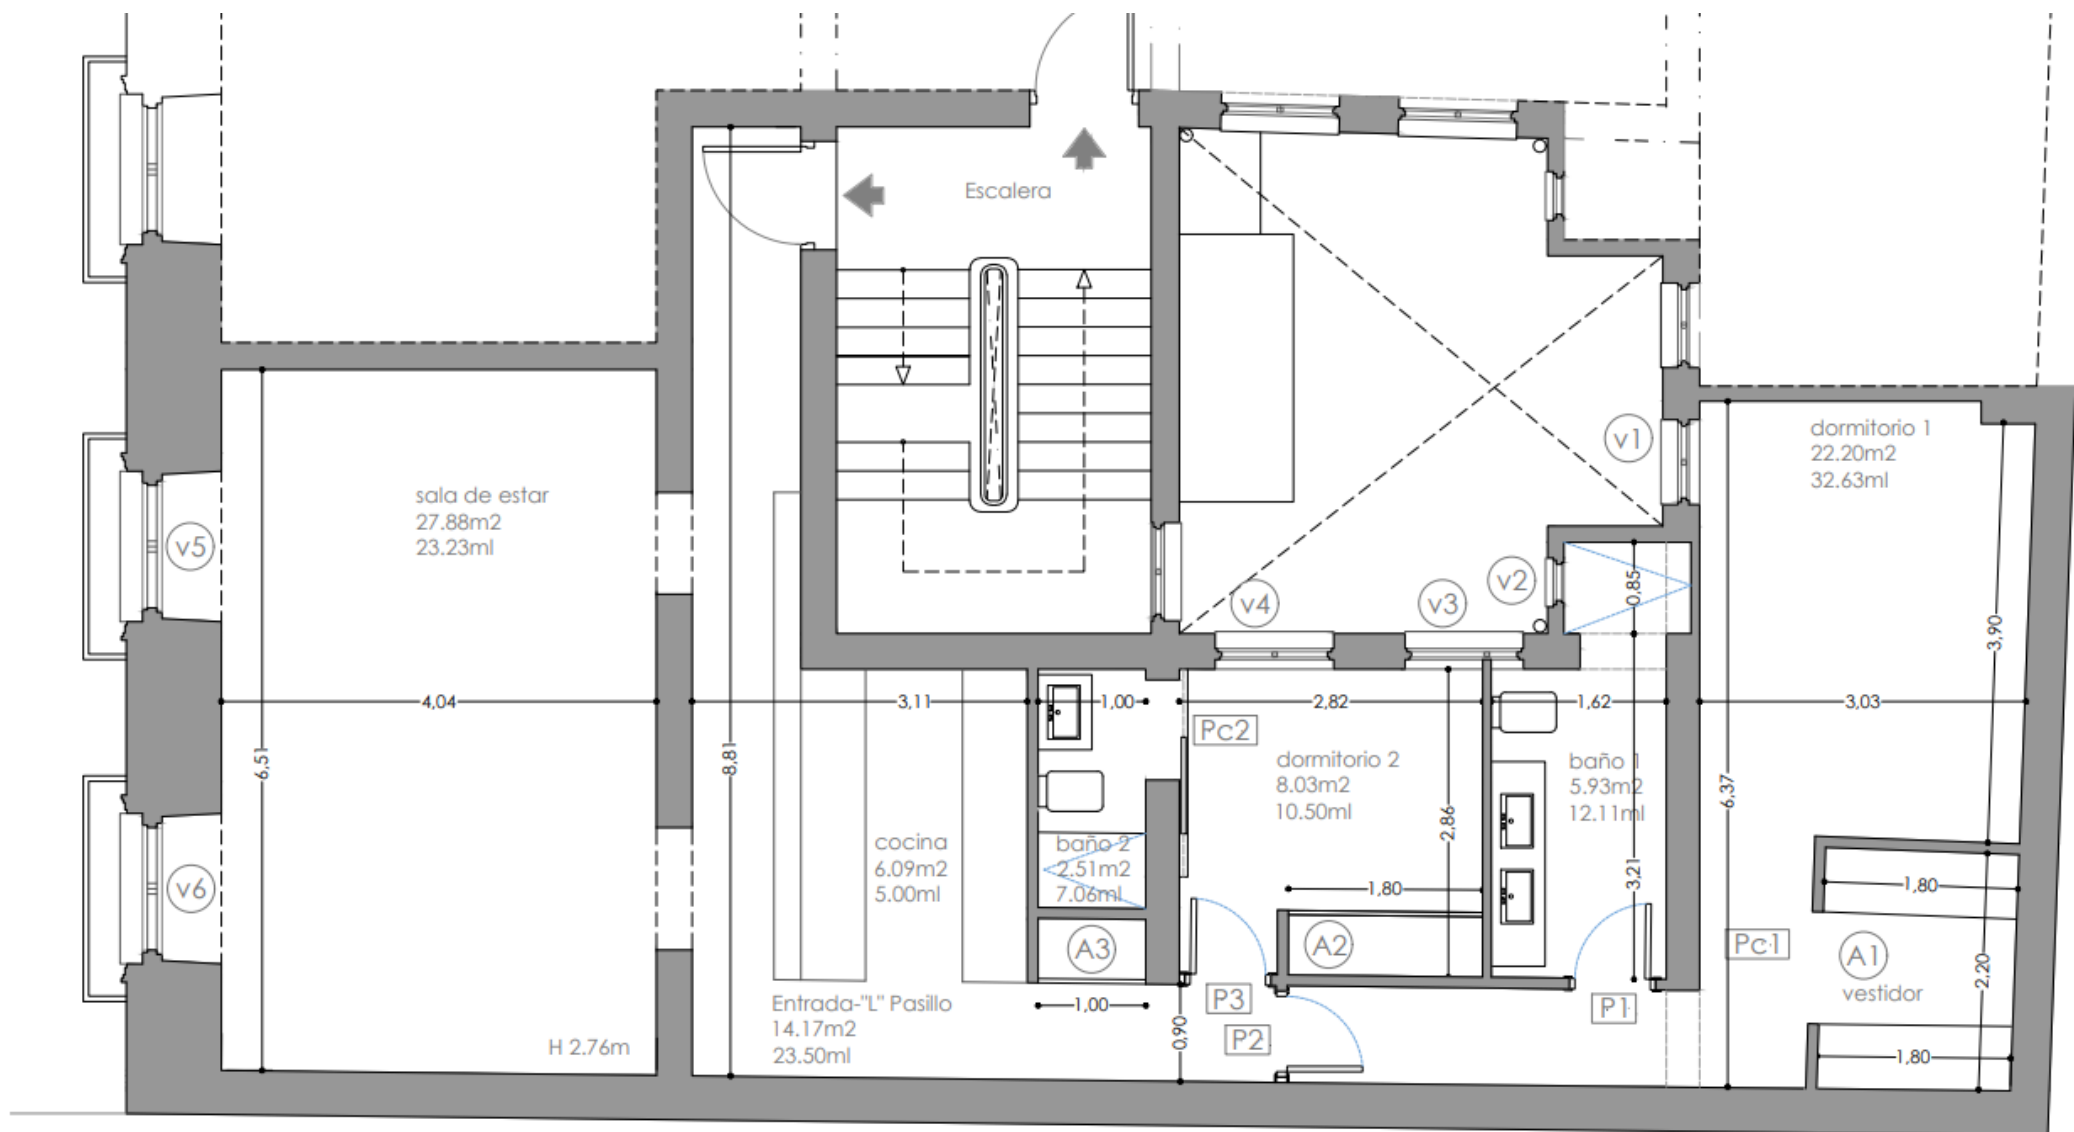 Escalera
dormitorio 1
22.20m2
32.63ml
v1
sala de estar
27.88m2
23.23ml
v5
v2
v4
v3
0,85
3,90
4,04
3,11
1,00
2,82
1,62
3,03
Pc2
6,51
8,81
dormitorio 2
8.03m2
10.50ml
baño 1
5.93m2
12.11ml
6,37
2,86
cocina
6.09m2
5.00ml
baño 2
2.51m2
7.06ml
v6
1,80
3,21
1,80
A3
A2
Pc1
A1
vestidor
2,20
Entrada-"L" Pasillo
14.17m2
23.50ml
1,00
P3
P1
0,90
P2
H 2.76m
1,80